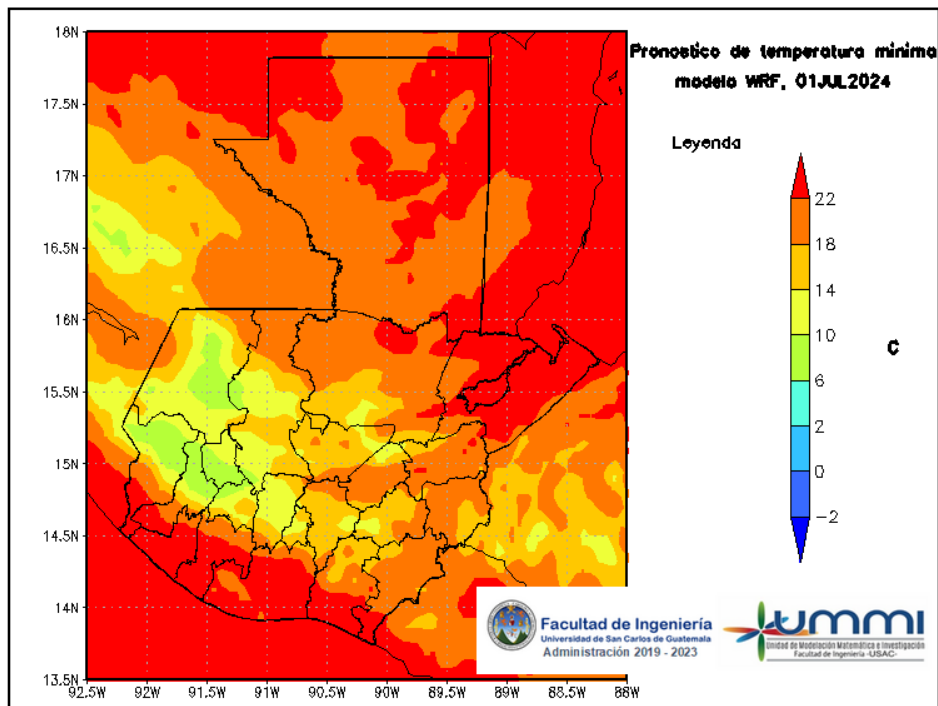 Pronostico de temperatura minima
modelo WRF, 01JUL2024
Leyenda
22
18
14
10
6
2
0
−2
C
18N
17.5N
17N
16.5N
16N
15.5N
15N
14.5N
14N
13.5N
92.5W
92W
91.5W
91W
90.5W
90W
89.5W
89W
88.5W
88W
Facultad de Ingeniería
Universidad de San Carlos de Guatemala
Administración 2019 - 2023
UMMI
Unidad de Modelación Matemática e Investigación
Facultad de Ingeniería -USAC-